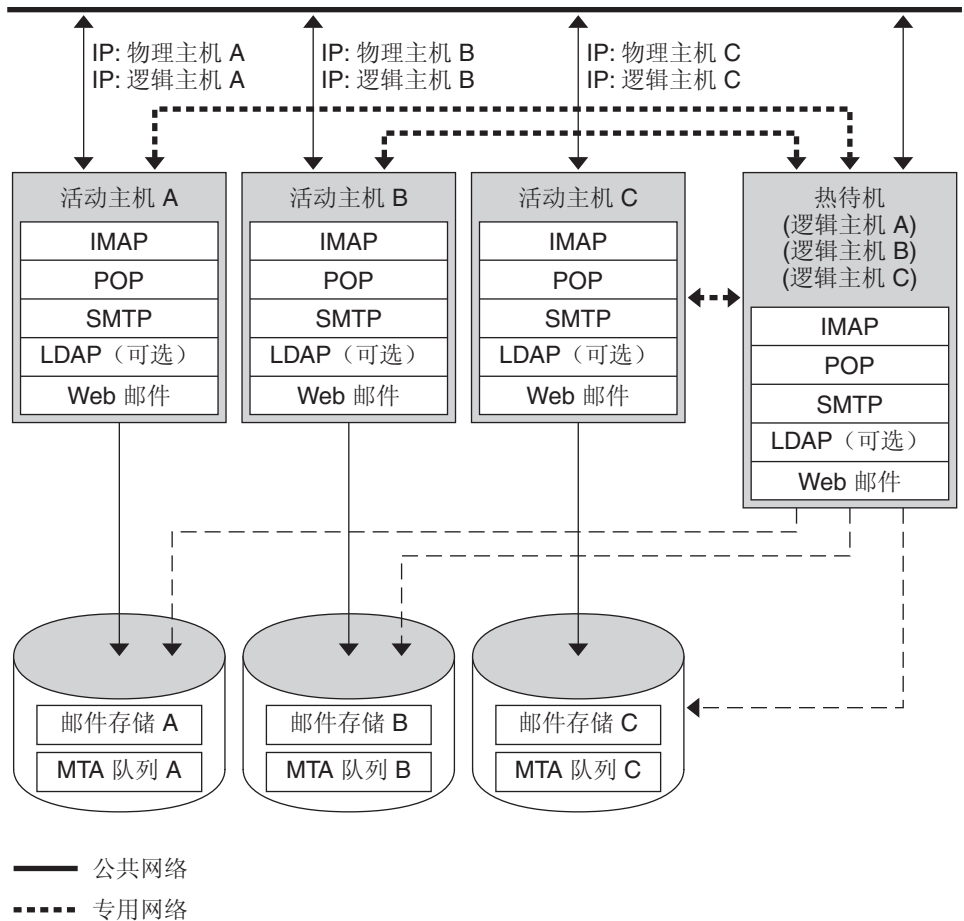 IP: 物理主机 A
IP: 逻辑主机 A
IP: 物理主机 B
IP: 逻辑主机 B
IP: 物理主机 C
IP: 逻辑主机 C
活动主机 A
IMAP
POP
SMTP
LDAP（可选）
Web 邮件
活动主机 B
IMAP
POP
SMTP
LDAP（可选）
Web 邮件
活动主机 C
IMAP
POP
SMTP
LDAP（可选）
Web 邮件
热待机
(逻辑主机 A)
(逻辑主机 B)
(逻辑主机 C)
IMAP
POP
SMTP
LDAP（可选）
Web 邮件
邮件存储 A
MTA 队列 A
邮件存储 B
MTA 队列 B
邮件存储 C
MTA 队列 C
公共网络
专用网络